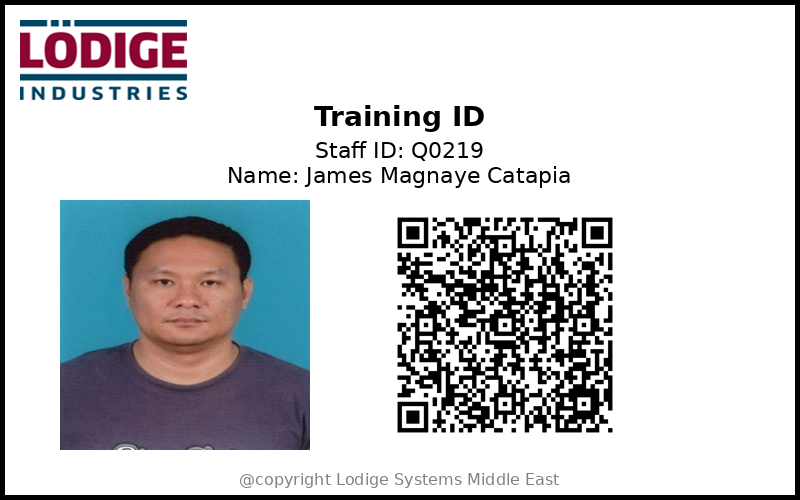 LÖDIGE
INDUSTRIES
Training ID
Staff ID: Q0219
Name: James Magnaye Catapia
@copyright Lodige Systems Middle East